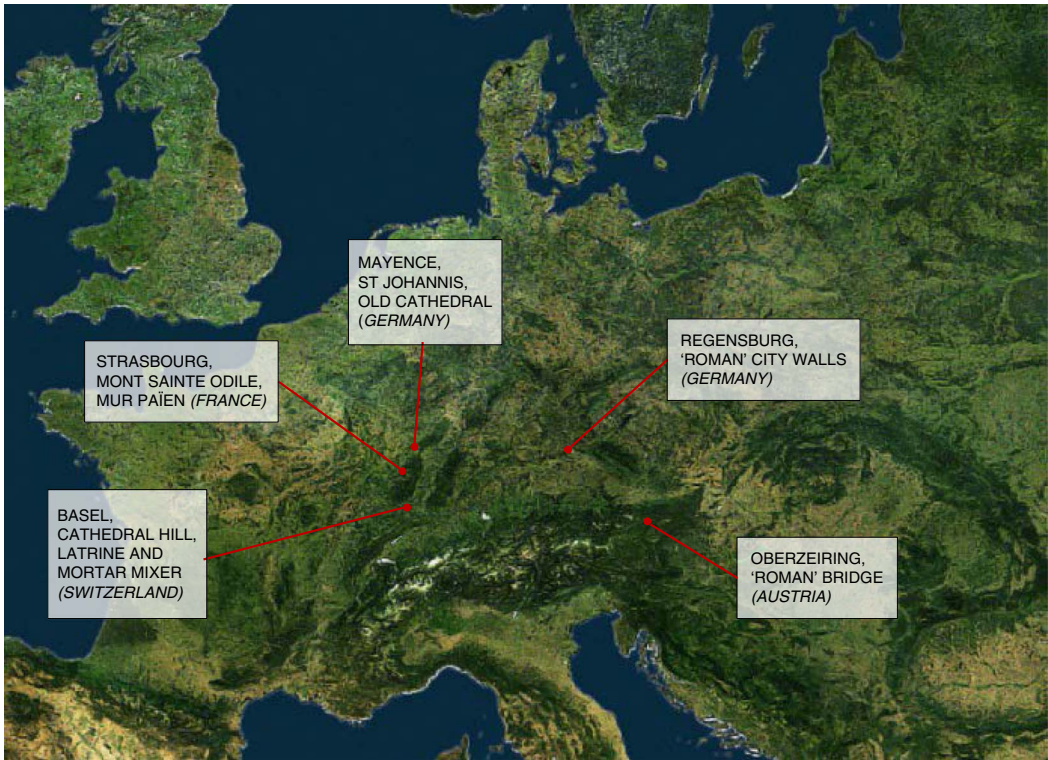 MAYENCE,
ST JOHANNIS,
OLD CATHEDRAL
(GERMANY)
STRASBOURG,
MONT SAINTE ODILE,
MUR PAÏEN (FRANCE)
REGENSBURG,
‘ROMAN’ CITY WALLS
(GERMANY)
BASEL,
CATHEDRAL HILL,
LATRINE AND
MORTAR MIXER
(SWITZERLAND)
OBERZEIRING,
‘ROMAN’ BRIDGE
(AUSTRIA)